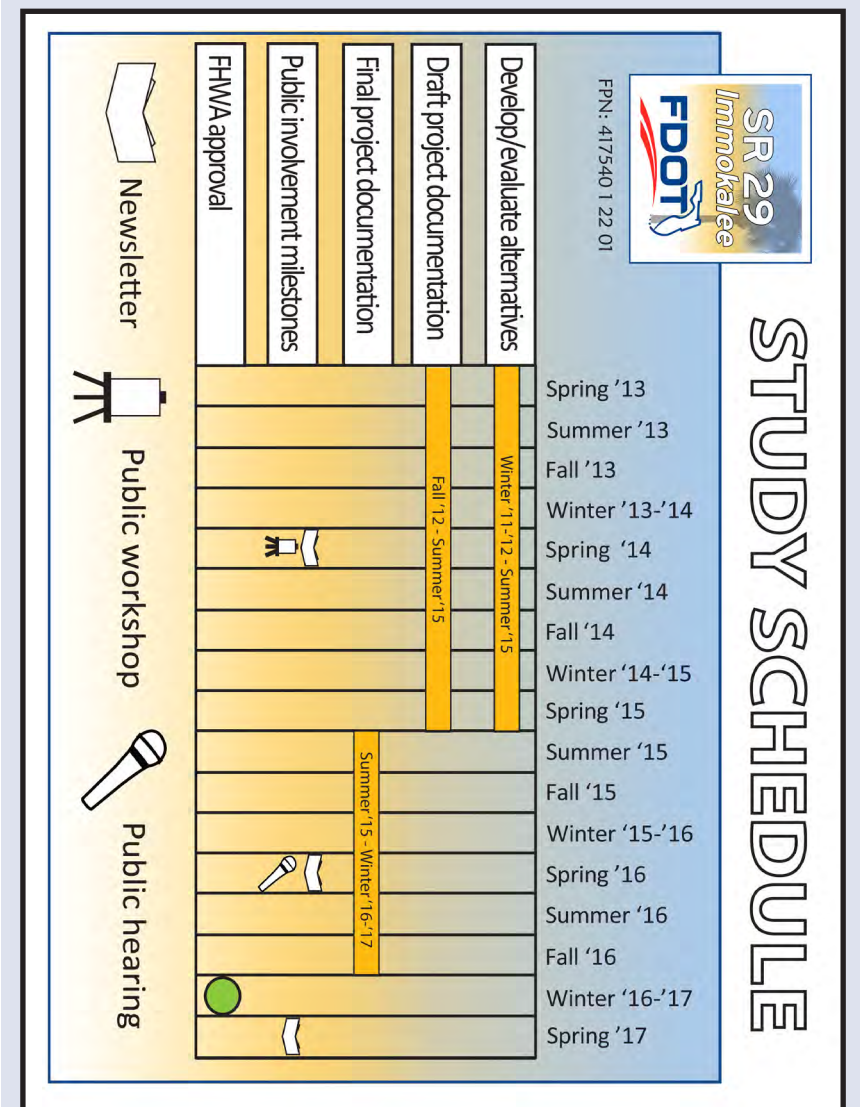 STUDY SCHEDULE
SR 29
Immokalee
FDOT
FPN: 417540 1 22 01
Spring ’13
Summer ’13
Fall ’13
Winter ’13-’14
Spring ‘14
Summer ‘14
Fall ‘14
Winter ‘14-‘15
Spring ‘15
Summer ‘15
Fall ‘15
Winter ‘15-‘16
Spring ‘16
Summer ‘16
Fall ‘16
Winter ‘16-’17
Spring ‘17
Develop/evaluate alternatives
Winter ’11-’12 - Summer ’15
Draft project documentation
Fall ’12 - Summer ’15
Final project documentation
Summer ’15 - Winter ’16-’17
Public involvement milestones
FHWA approval
Newsletter
Public workshop
Public hearing